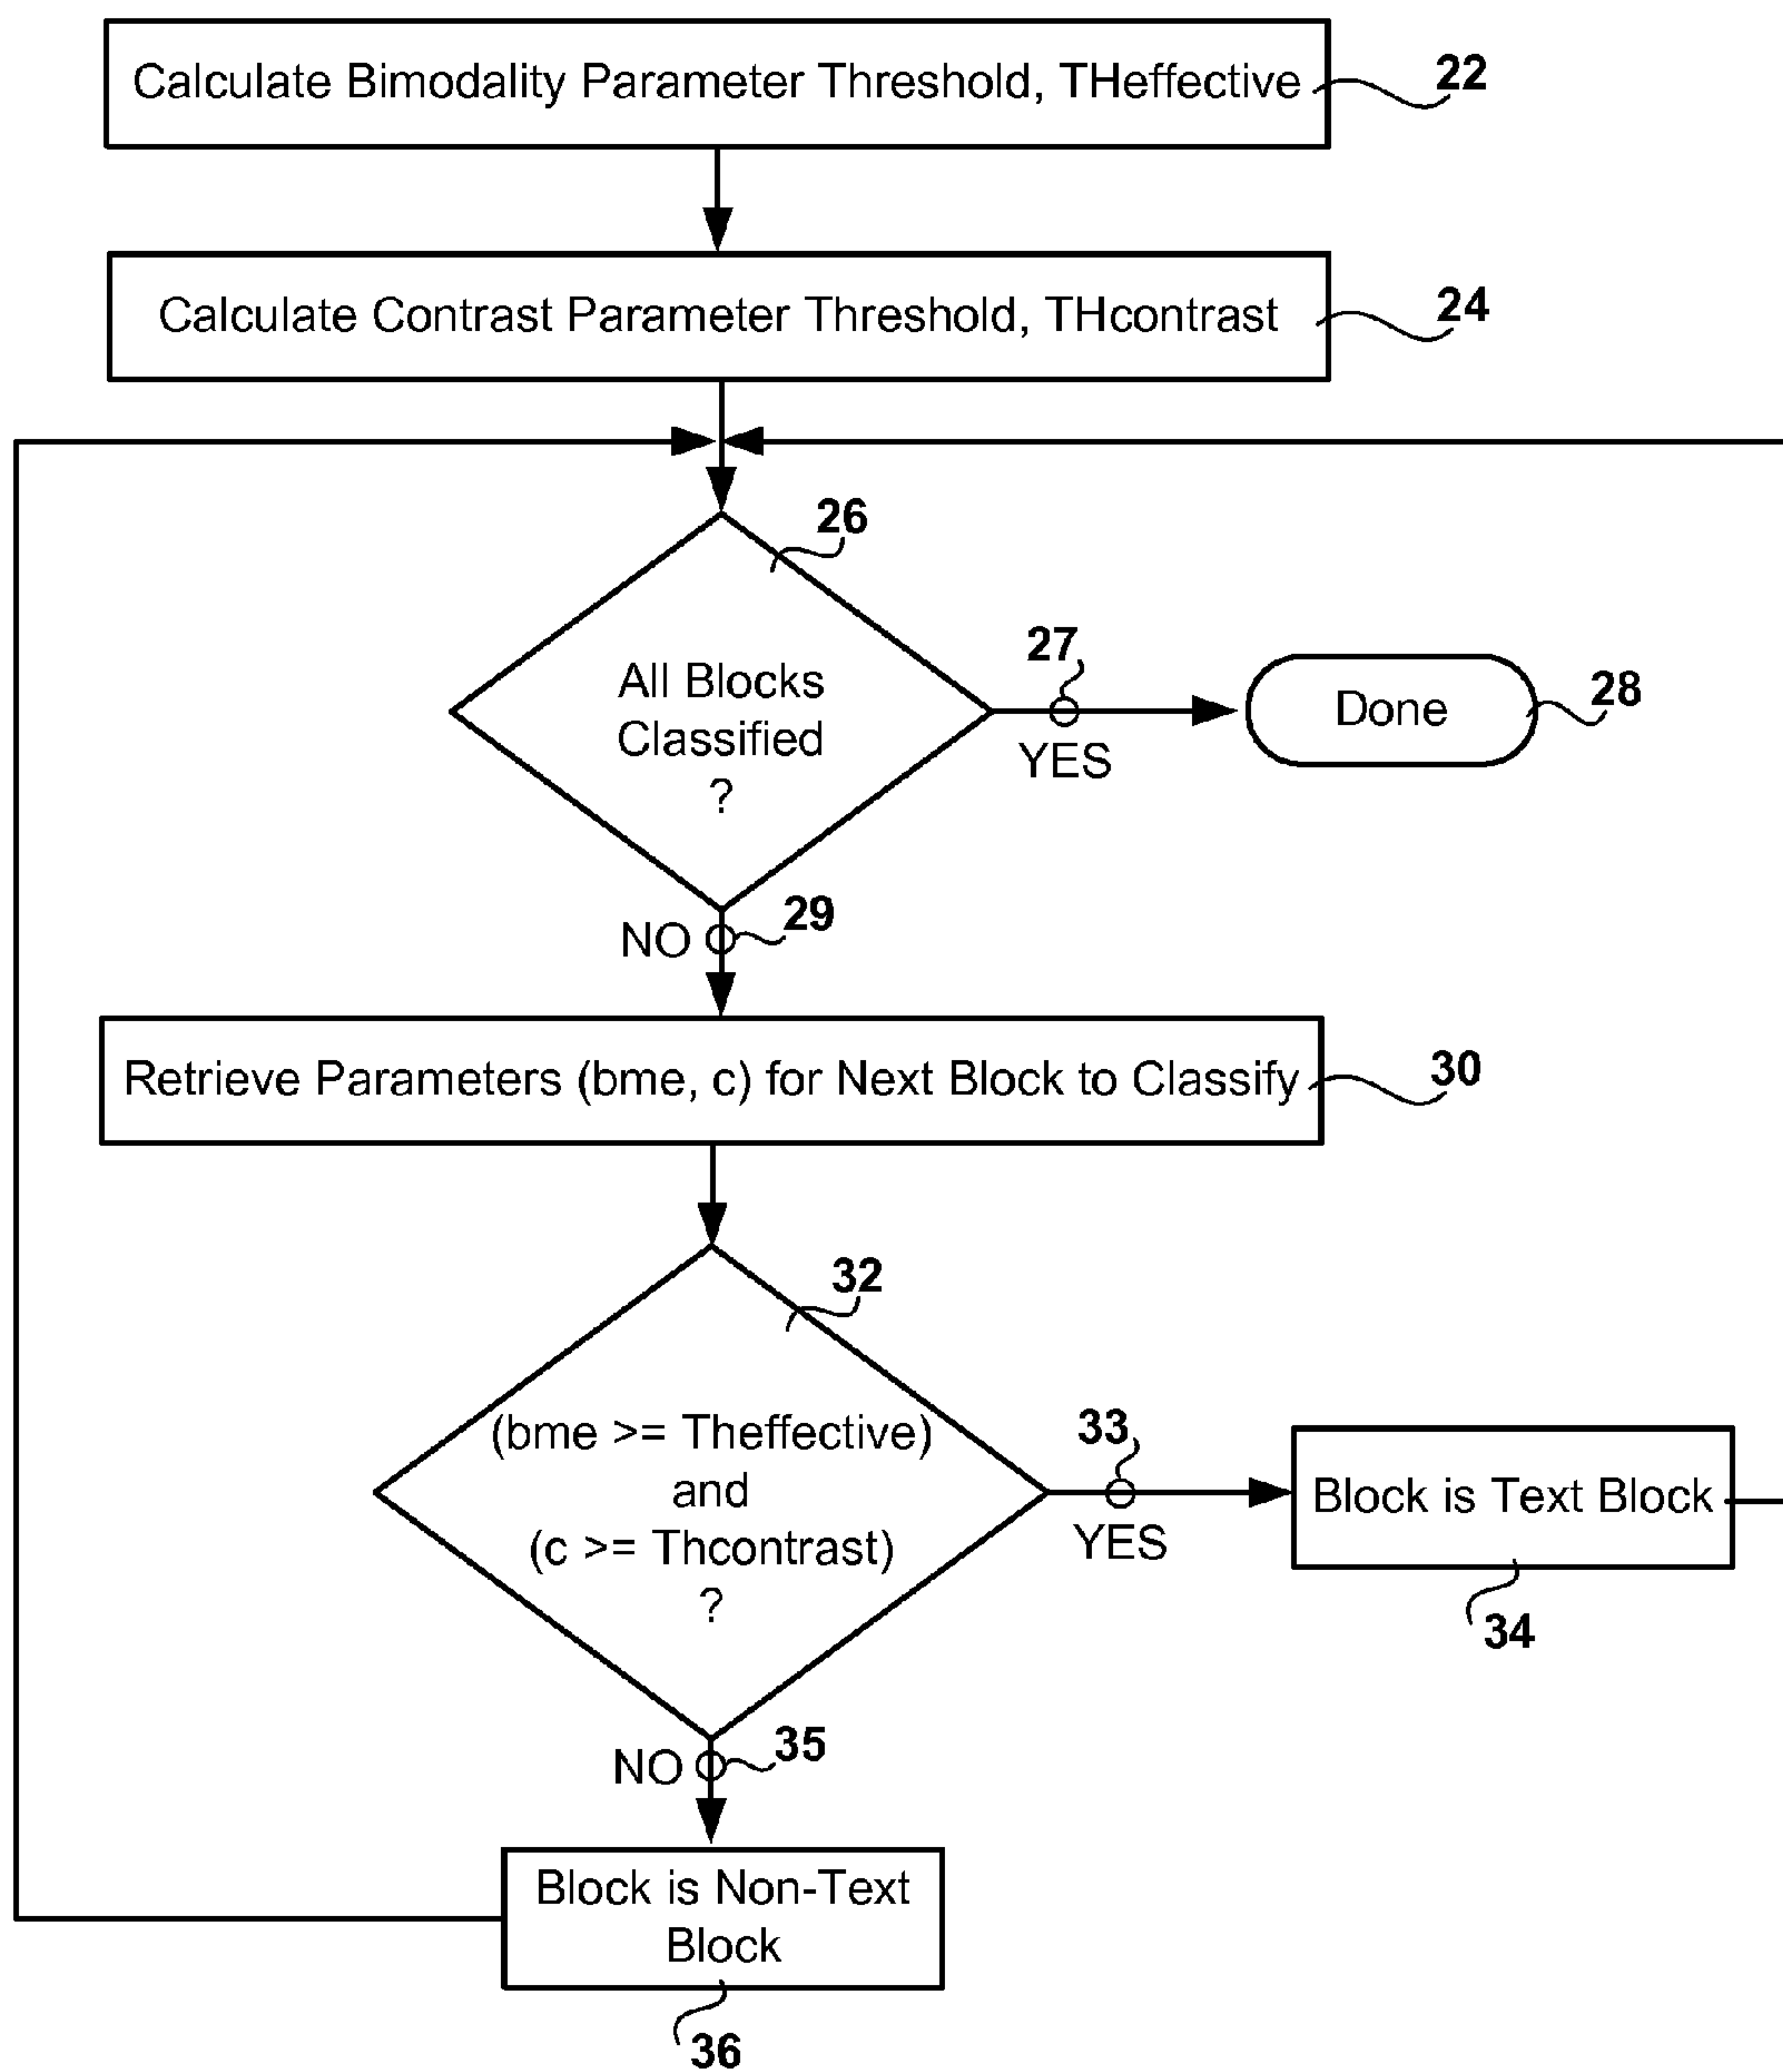 Calculate Bimodality Parameter Threshold, THeffective
22
Calculate Contrast Parameter Threshold, THcontrast
24
26
All Blocks
Classified
?
27
YES
Done
28
NO
29
Retrieve Parameters (bme, c) for Next Block to Classify
30
32
(bme >= Theffective)
and
(c >= Thcontrast)
?
33
YES
Block is Text Block
34
NO
35
Block is Non-Text
Block
36